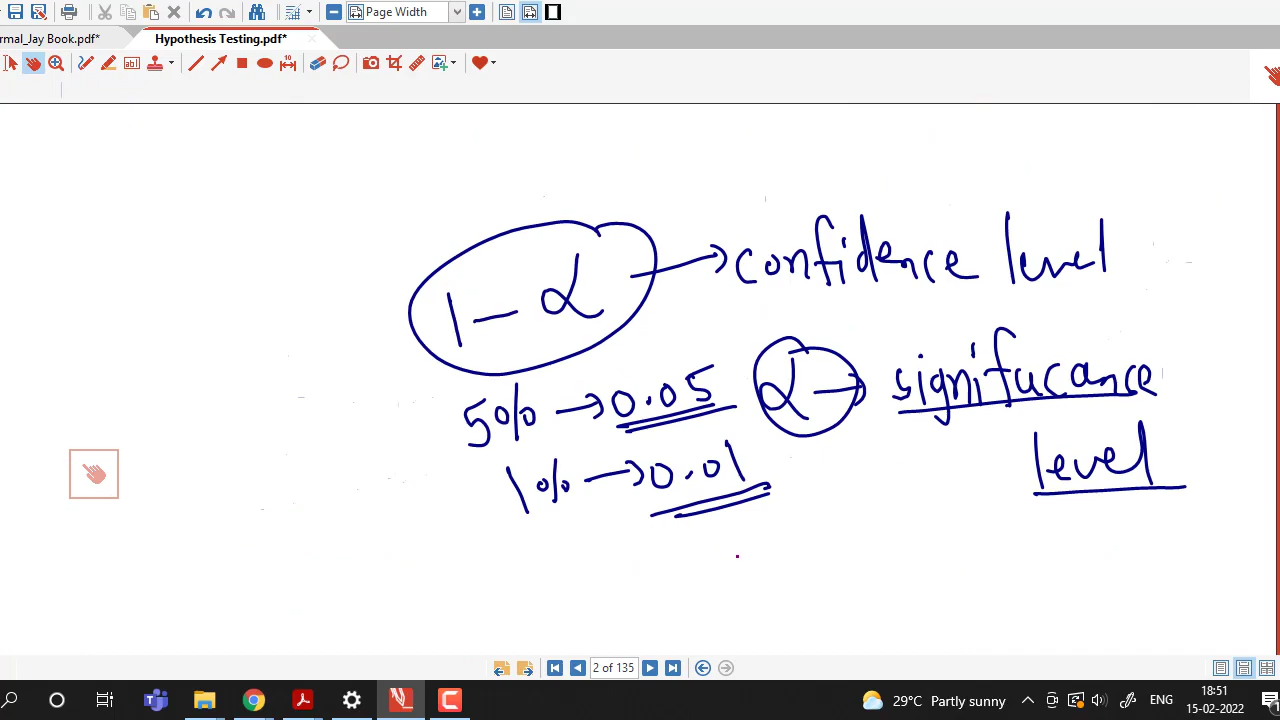 Page Width
rmal_Jay Book.pdf*
Hypothesis Testing.pdf*
10
1 - α → confidence level
5% → 0.05
α → signifucance
level
1% → 0.01
2 of 135
29°C Partly sunny
ENG
18:51
15-02-2022